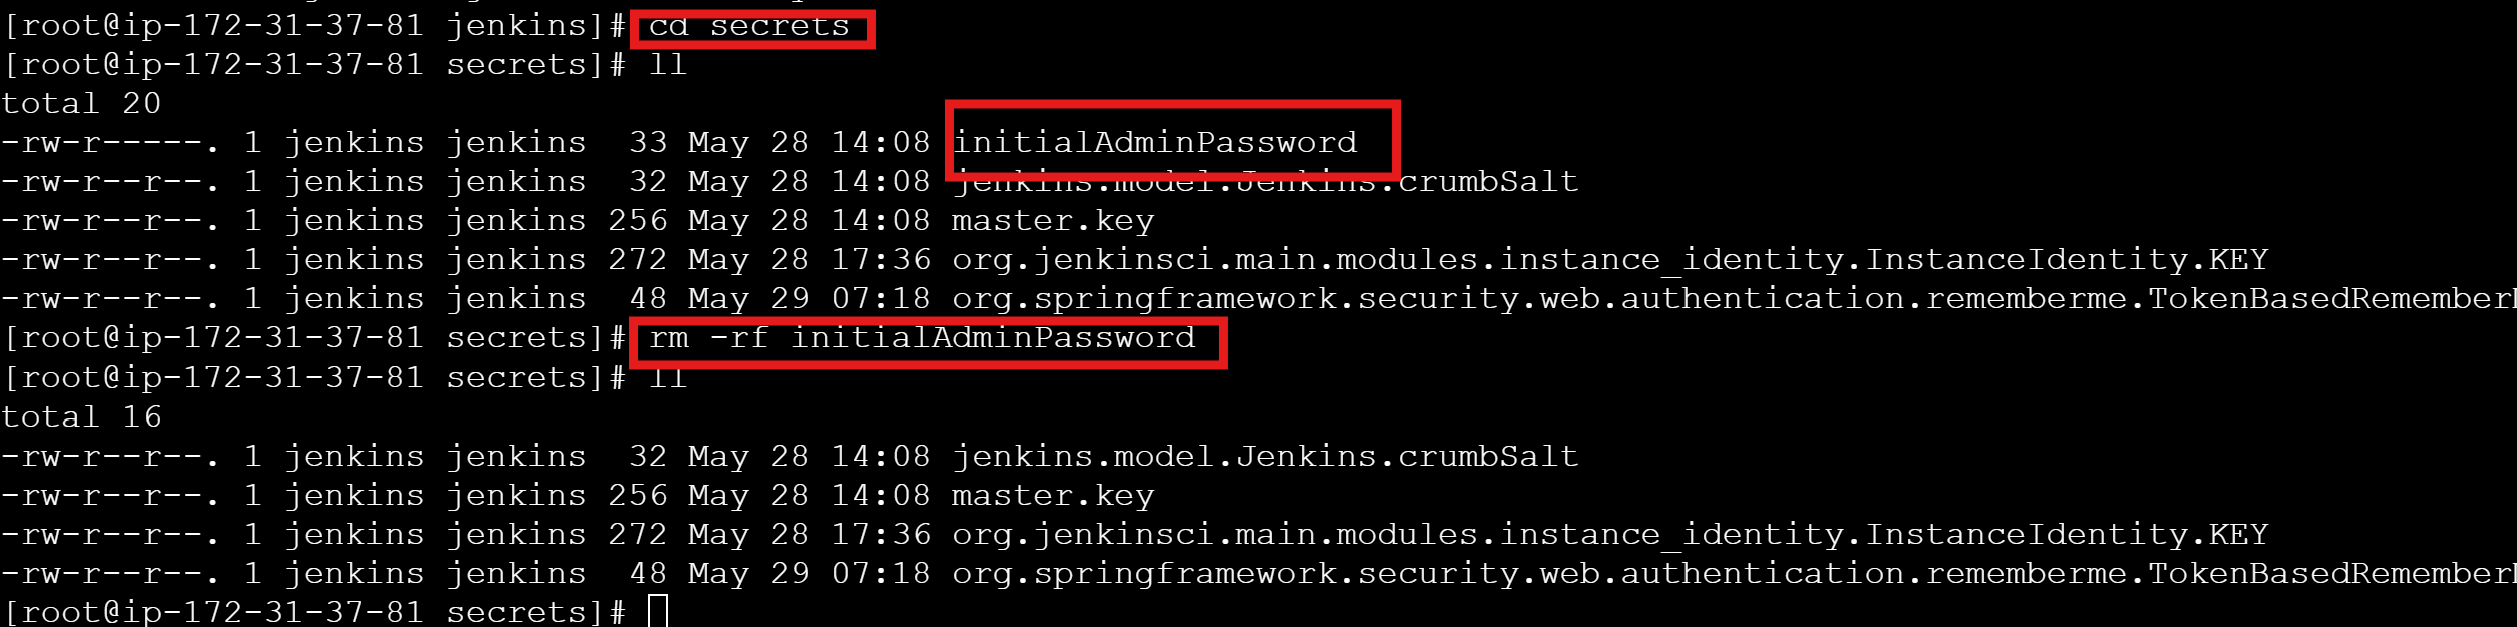 [root@ip-172-31-37-81 jenkins]# cd secrets
[root@ip-172-31-37-81 secrets]# ll
total 20
-rw-r-----. 1 jenkins jenkins  33 May 28 14:08 initialAdminPassword
-rw-r--r--. 1 jenkins jenkins  32 May 28 14:08 jenkins.model.Jenkins.crumbSalt
-rw-r--r--. 1 jenkins jenkins 256 May 28 14:08 master.key
-rw-r--r--. 1 jenkins jenkins 272 May 28 17:36 org.jenkinsci.main.modules.instance_identity.InstanceIdentity.KEY
-rw-r--r--. 1 jenkins jenkins  48 May 29 07:18 org.springframework.security.web.authentication.rememberme.TokenBasedRemember
[root@ip-172-31-37-81 secrets]# rm -rf initialAdminPassword
[root@ip-172-31-37-81 secrets]# ll
total 16
-rw-r--r--. 1 jenkins jenkins  32 May 28 14:08 jenkins.model.Jenkins.crumbSalt
-rw-r--r--. 1 jenkins jenkins 256 May 28 14:08 master.key
-rw-r--r--. 1 jenkins jenkins 272 May 28 17:36 org.jenkinsci.main.modules.instance_identity.InstanceIdentity.KEY
-rw-r--r--. 1 jenkins jenkins  48 May 29 07:18 org.springframework.security.web.authentication.rememberme.TokenBasedRemember
[root@ip-172-31-37-81 secrets]#